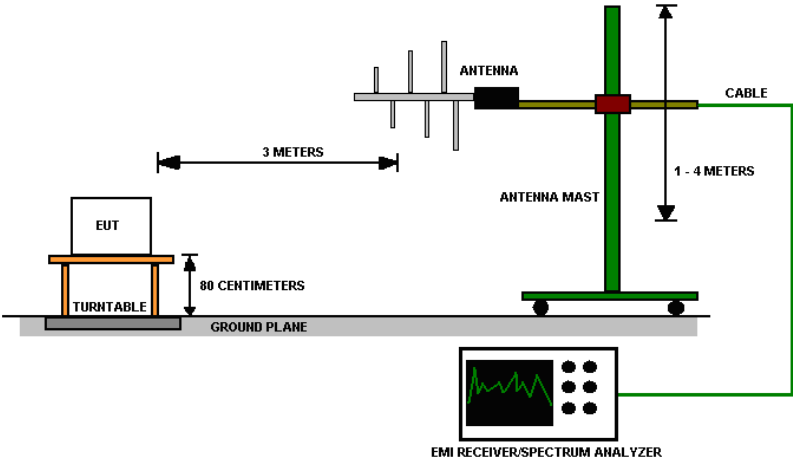 ANTENNA
CABLE
3 METERS
1 - 4 METERS
ANTENNA MAST
EUT
80 CENTIMETERS
TURNTABLE
GROUND PLANE
EMI RECEIVER/SPECTRUM ANALYZER